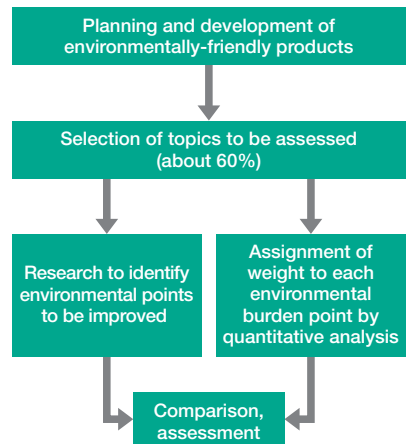 Planning and development of
environmentally-friendly products
Selection of topics to be assessed
(about 60%)
Research to identify
environmental points
to be improved
Assignment of
weight to each
environmental
burden point by
quantitative analysis
Comparison,
assessment